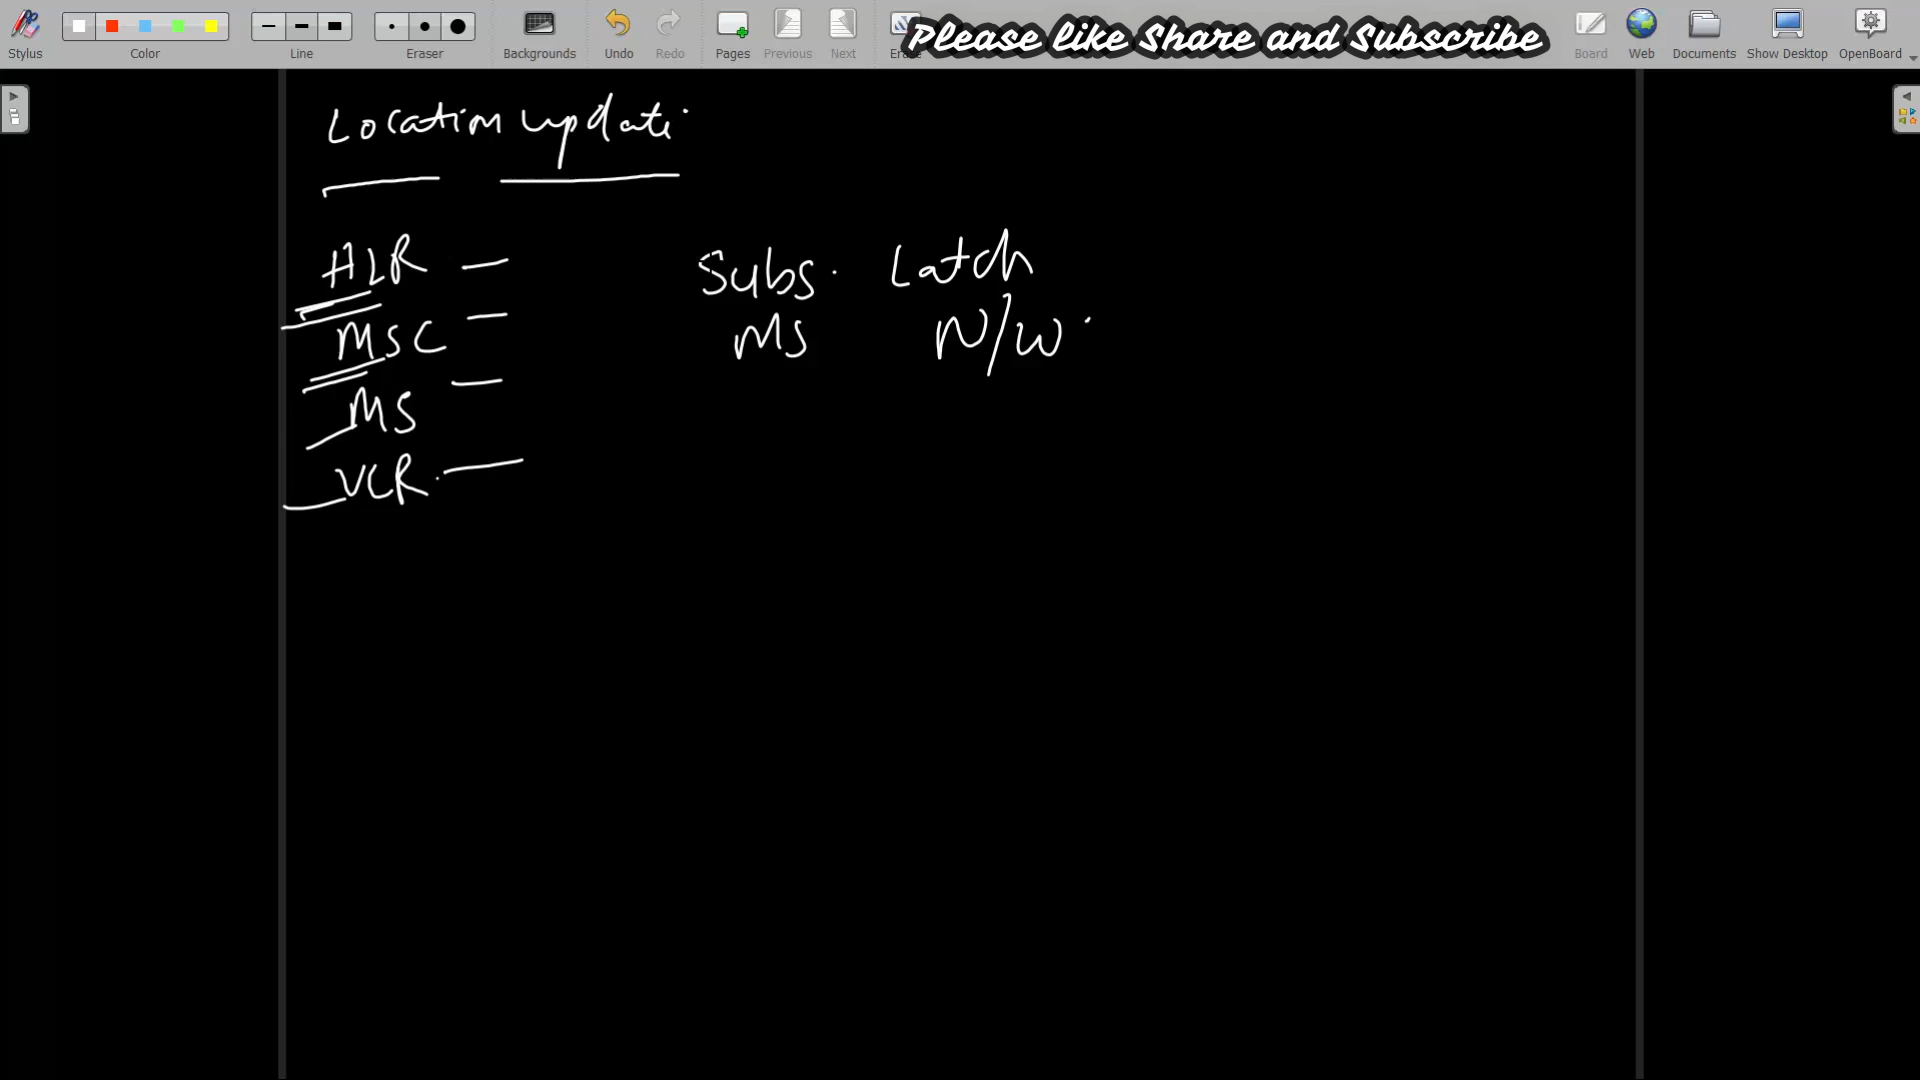 Stylus Color Line Eraser Backgrounds Undo Redo Pages Previous Next Erase Board Web Documents Show Desktop OpenBoard
Please like Share and Subscribe
Location update
HLR — Subs. Latch
MSC — MS N/W
MS —
VLR —